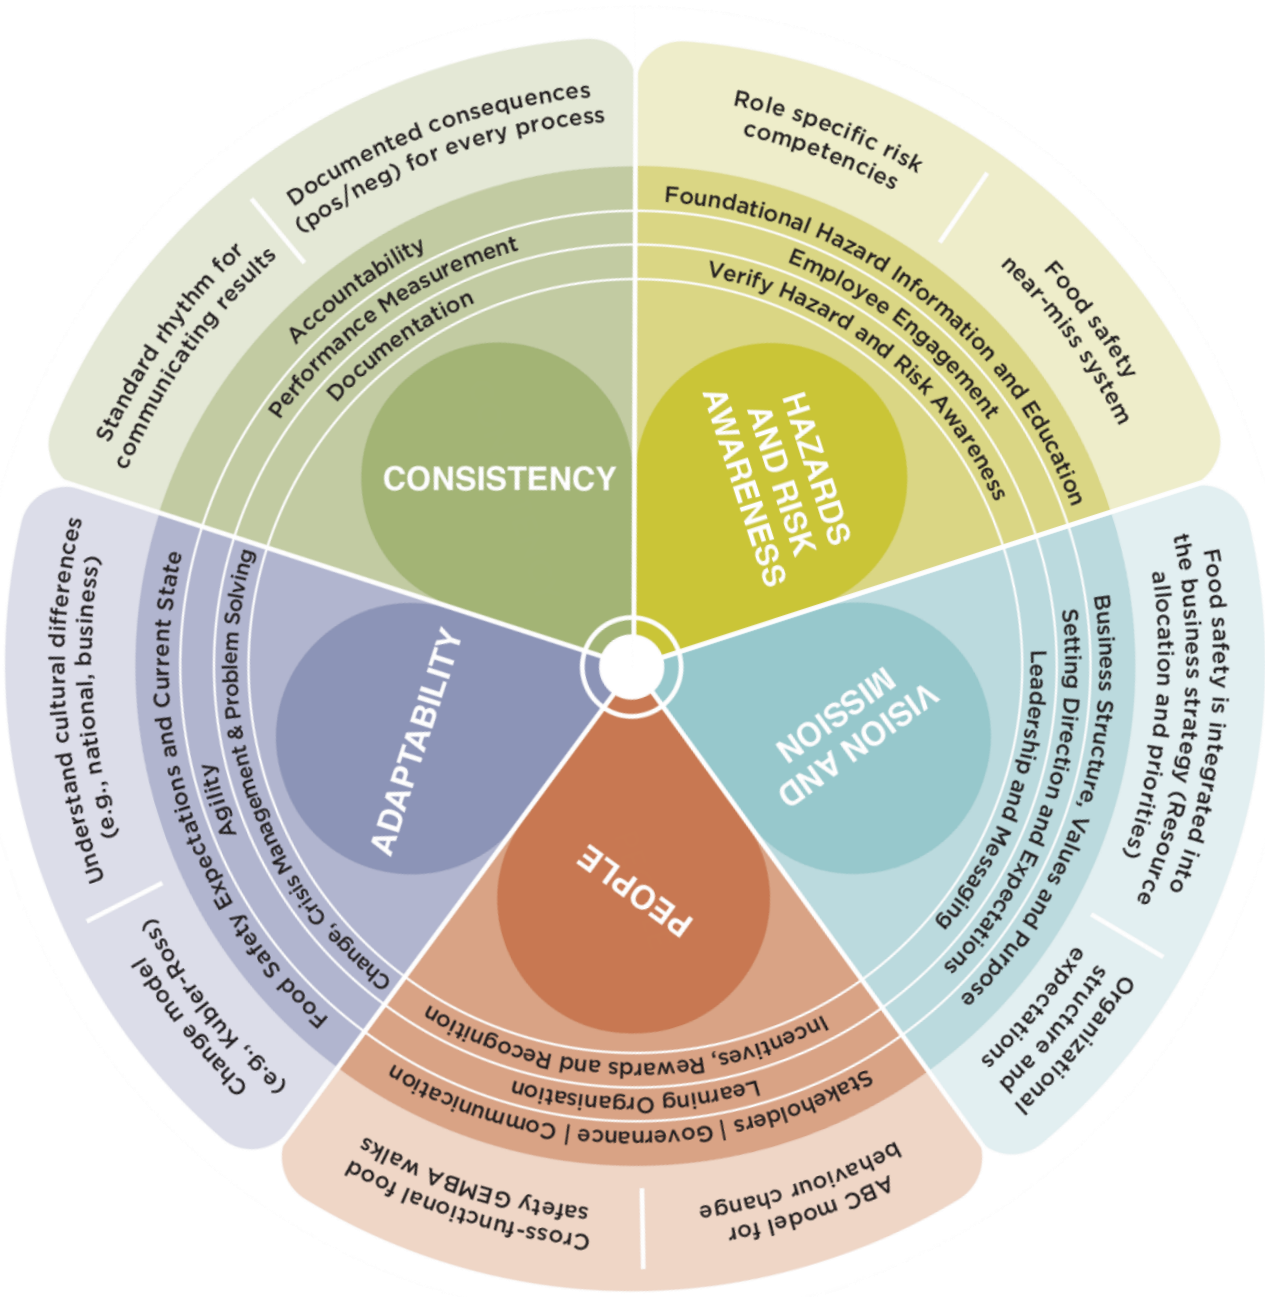 Documented consequences
(pos/neg) for every process
Standard rhythm for
communicating results
Accountability
Performance Measurement
Documentation
CONSISTENCY
Role specific risk
competencies
Food safety
near-miss system
Foundational Hazard Information and Education
Employee Engagement
Verify Hazard and Risk Awareness
HAZARDS
AND RISK
AWARENESS
Food safety is integrated into
the business strategy (Resource
allocation and priorities)
Organizational
structure and
expectations
Business Structure, Values and Purpose
Setting Direction and Expectations
Leadership and Messaging
VISION AND
MISSION
PEOPLE
Incentives, Rewards and Recognition
Learning Organisation
Stakeholders | Governance | Communication
ABC model for
behaviour change
Cross-functional food
safety GEMBA walks
ADAPTABILITY
Change, Crisis Management & Problem Solving
Agility
Food Safety Expectations and Current State
Change model
(e.g., Kubler-Ross)
Understand cultural differences
(e.g., national, business)